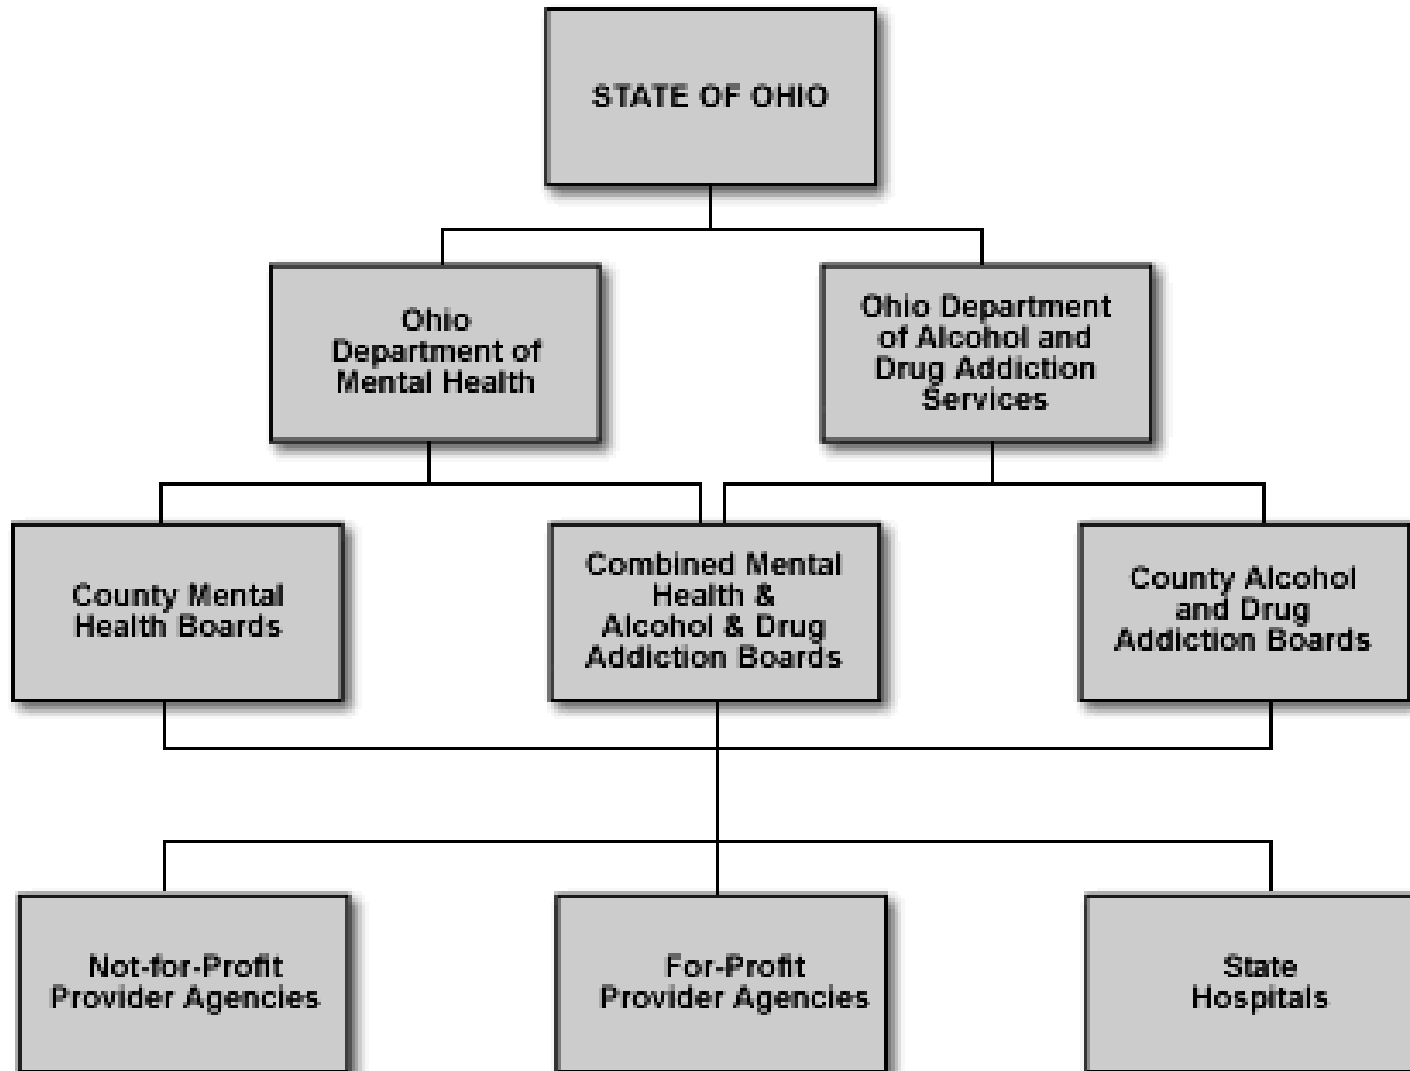 STATE OF OHIO
Ohio
Department of
Mental Health
Ohio Department
of Alcohol and
Drug Addiction
Services
County Mental
Health Boards
Combined Mental
Health &
Alcohol & Drug
Addiction Boards
County Alcohol
and Drug
Addiction Boards
Not-for-Profit
Provider Agencies
For-Profit
Provider Agencies
State
Hospitals